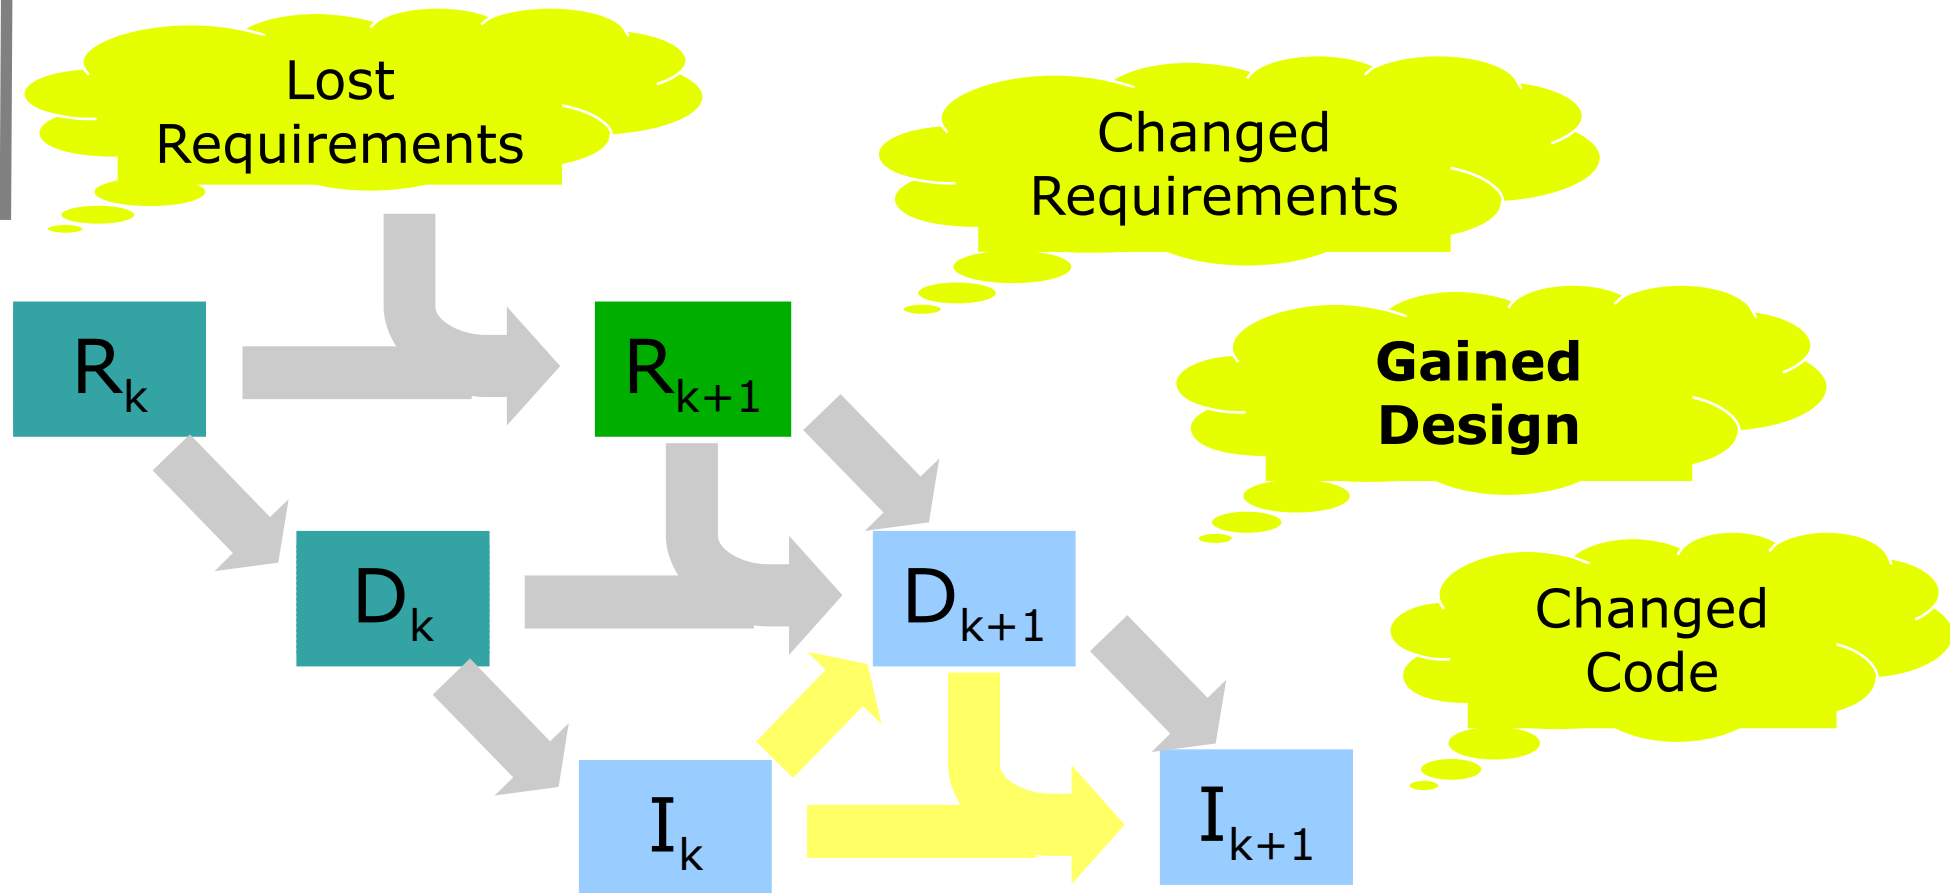 Lost
Requirements
Changed
Requirements
Gained
Design
Changed
Code
Rk
Rk+1
Dk
Dk+1
Ik
Ik+1